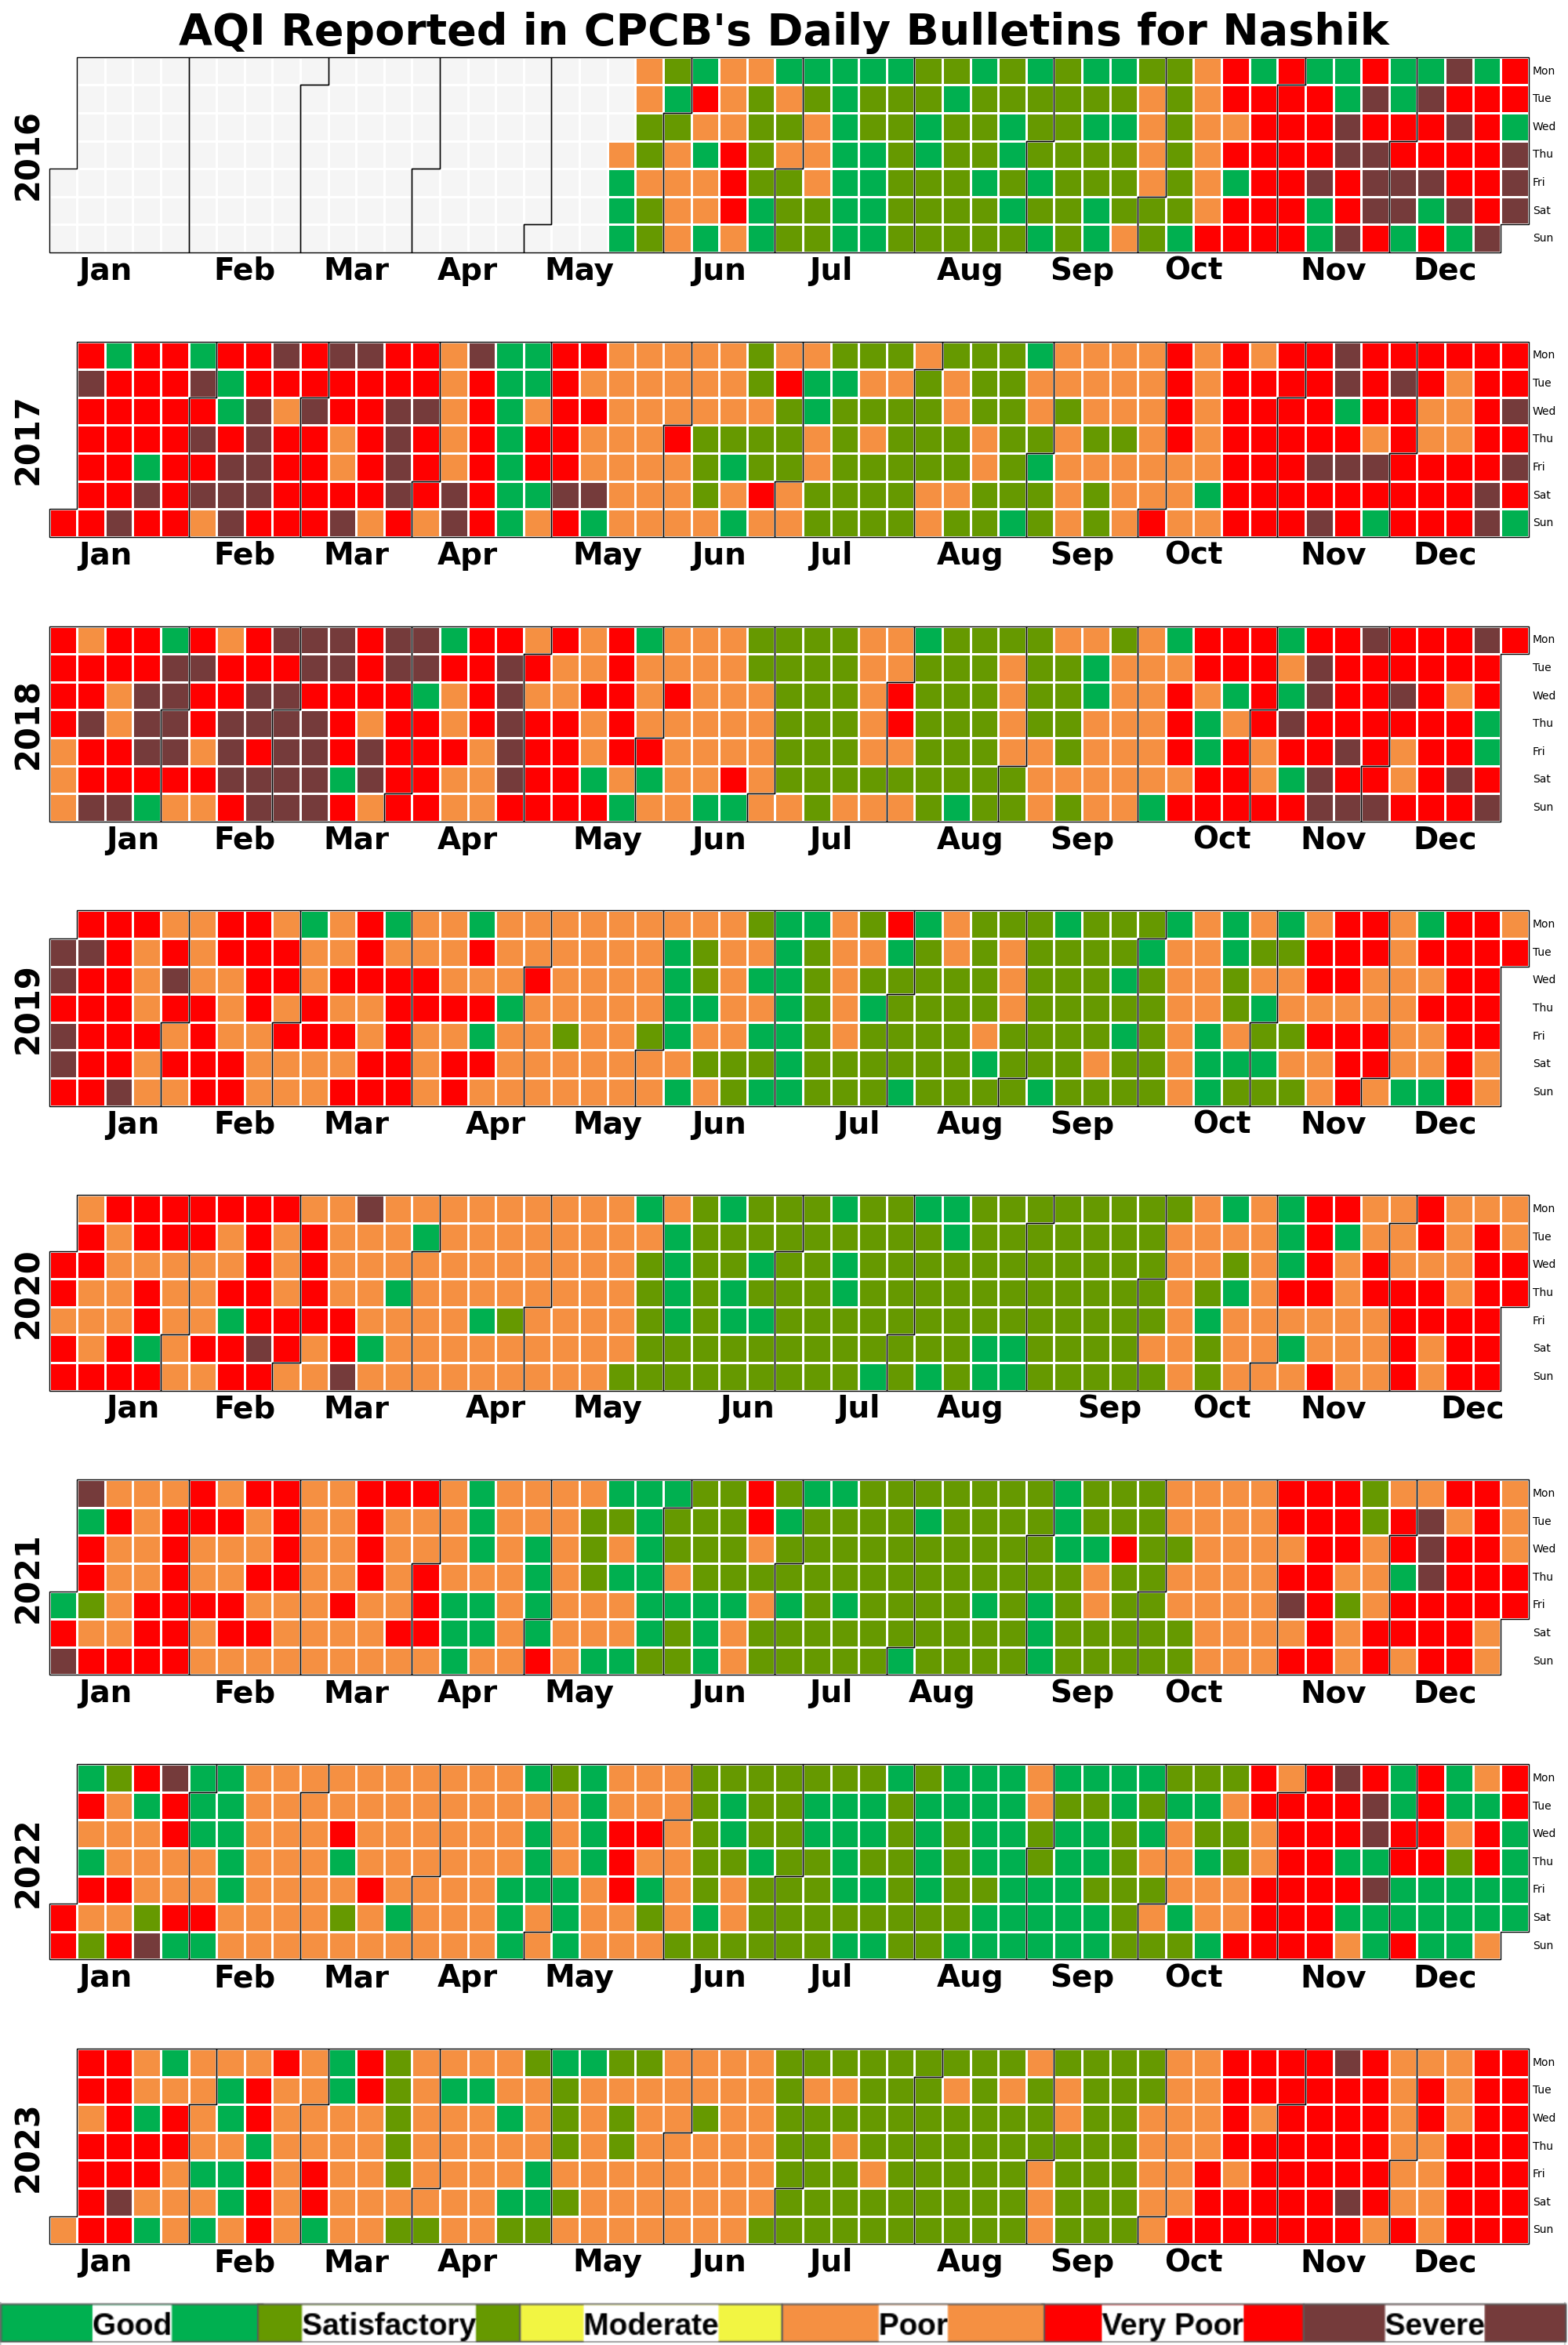 AQI Reported in CPCB's Daily Bulletins for Nashik
2016
Mon
Tue
Wed
Thu
Fri
Sat
Sun
Jan Feb Mar Apr May Jun Jul Aug Sep Oct Nov Dec
2017
Mon
Tue
Wed
Thu
Fri
Sat
Sun
Jan Feb Mar Apr May Jun Jul Aug Sep Oct Nov Dec
2018
Mon
Tue
Wed
Thu
Fri
Sat
Sun
Jan Feb Mar Apr May Jun Jul Aug Sep Oct Nov Dec
2019
Mon
Tue
Wed
Thu
Fri
Sat
Sun
Jan Feb Mar Apr May Jun Jul Aug Sep Oct Nov Dec
2020
Mon
Tue
Wed
Thu
Fri
Sat
Sun
Jan Feb Mar Apr May Jun Jul Aug Sep Oct Nov Dec
2021
Mon
Tue
Wed
Thu
Fri
Sat
Sun
Jan Feb Mar Apr May Jun Jul Aug Sep Oct Nov Dec
2022
Mon
Tue
Wed
Thu
Fri
Sat
Sun
Jan Feb Mar Apr May Jun Jul Aug Sep Oct Nov Dec
2023
Mon
Tue
Wed
Thu
Fri
Sat
Sun
Jan Feb Mar Apr May Jun Jul Aug Sep Oct Nov Dec
Good Satisfactory Moderate Poor Very Poor Severe